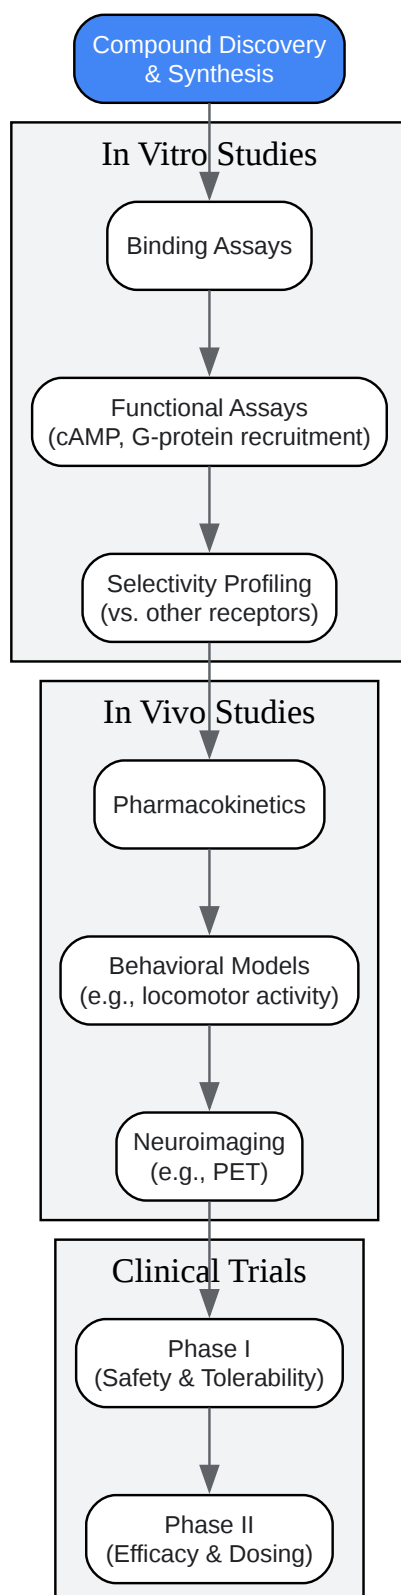 Compound Discovery
& Synthesis
In Vitro Studies
Binding Assays
Functional Assays
(cAMP, G-protein recruitment)
Selectivity Profiling
(vs. other receptors)
In Vivo Studies
Pharmacokinetics
Behavioral Models
(e.g., locomotor activity)
Neuroimaging
(e.g., PET)
Clinical Trials
Phase I
(Safety & Tolerability)
Phase II
(Efficacy & Dosing)